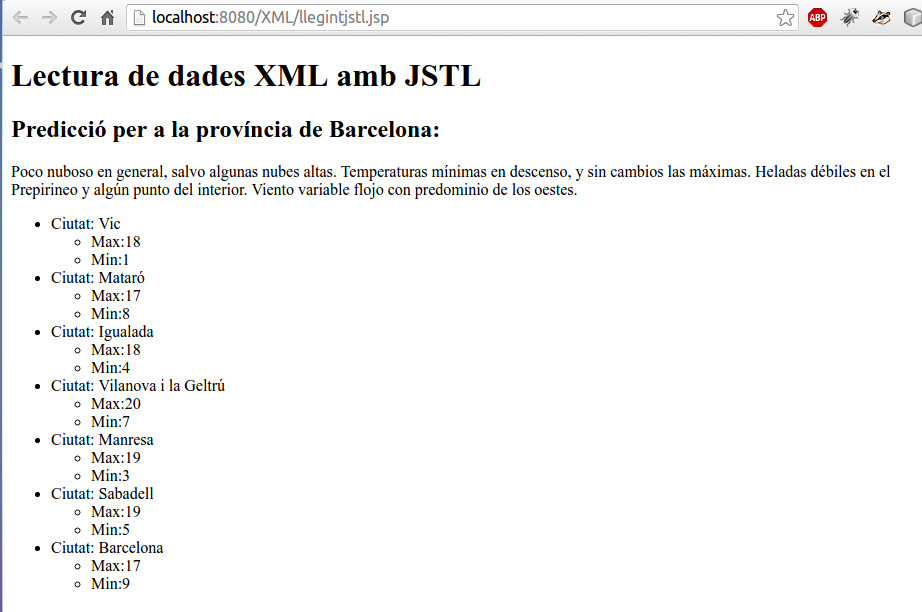 localhost:8080/XML/llegintjstl.jsp
ABP
Lectura de dades XML amb JSTL
Predicció per a la província de Barcelona:
Poco nuboso en general, salvo algunas nubes altas. Temperaturas mínimas en descenso, y sin cambios las máximas. Heladas débiles en el
Prepirineo y algún punto del interior. Viento variable flojo con predominio de los oestes.
Ciutat: Vic
Max:18
Min:1
Ciutat: Mataró
Max:17
Min:8
Ciutat: Igualada
Max:18
Min:4
Ciutat: Vilanova i la Geltrú
Max:20
Min:7
Ciutat: Manresa
Max:19
Min:3
Ciutat: Sabadell
Max:19
Min:5
Ciutat: Barcelona
Max:17
Min:9